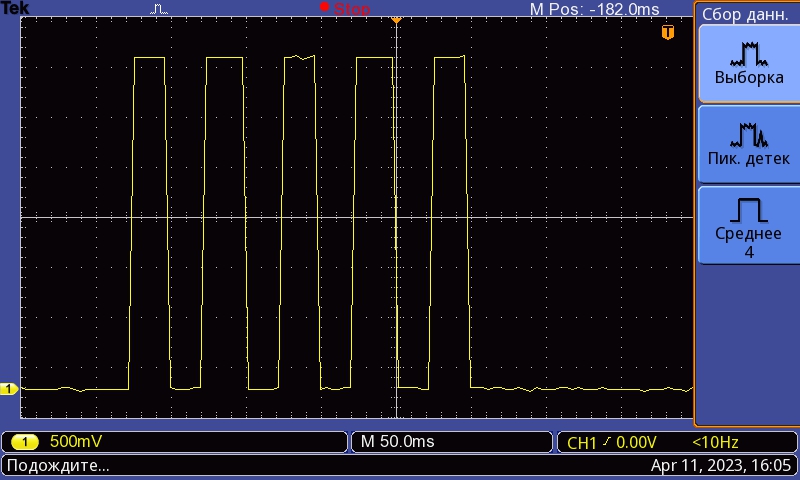 Tek Stop M Pos: -182.0ms
Сбор данн.
T
Выборка
Пик. детек
Среднее
4
1
1 500mV M 50.0ms CH1 0.00V <10Hz
Подождите... Apr 11, 2023, 16:05